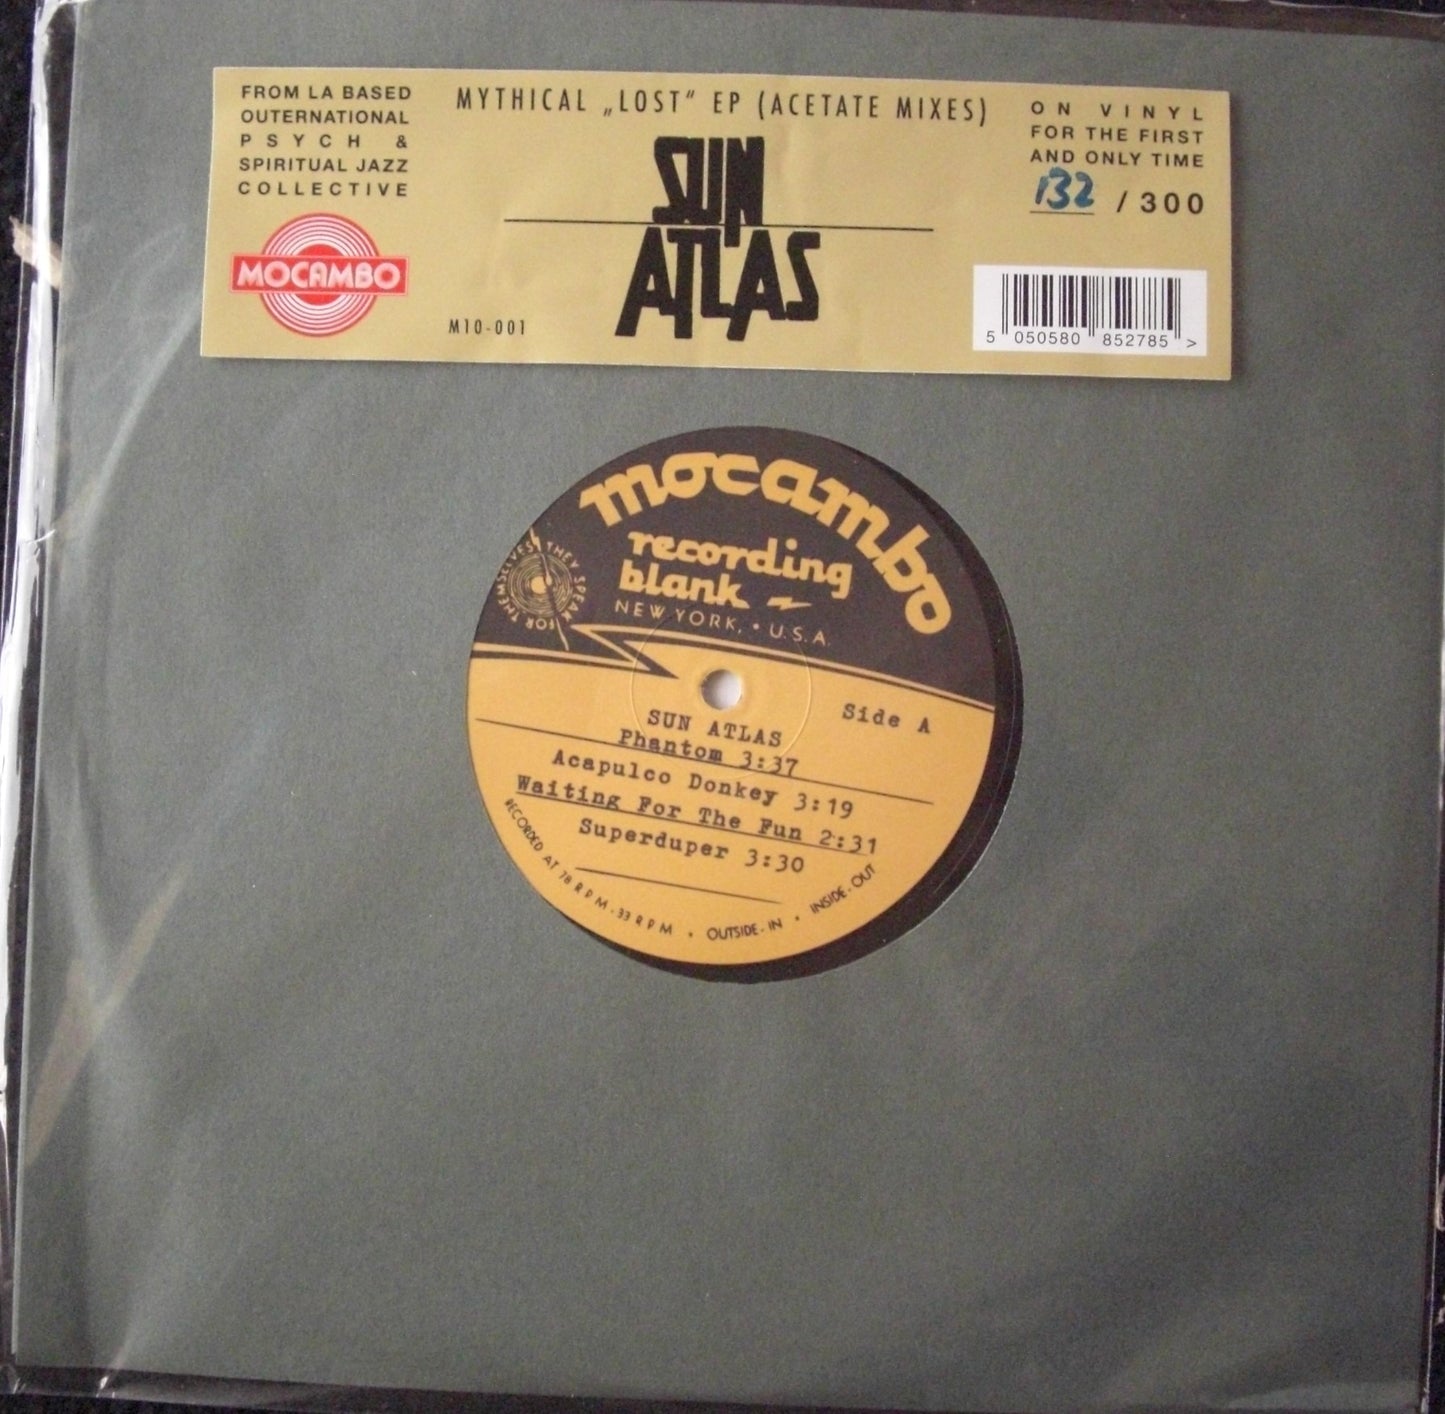 FROM LA BASED
OUTERNATIONAL
PSYCH &
SPIRITUAL JAZZ
COLLECTIVE
MOCAMBO
MYTHICAL „LOST“ EP (ACETATE MIXES)
SUN
ATLAS
M10-001
ON VINYL
FOR THE FIRST
AND ONLY TIME
132 / 300
5 050580 852785 >
mocambo
recording
blank
NEW YORK, • U.S.A.
THEY SPEAK FOR THEMSELVES
Side A
SUN ATLAS
Phantom 3:37
Acapulco Donkey 3:19
Waiting For The Fun 2:31
Superduper 3:30
RECORDED AT 78 RPM - 33 RPM • OUTSIDE-IN • INSIDE-OUT